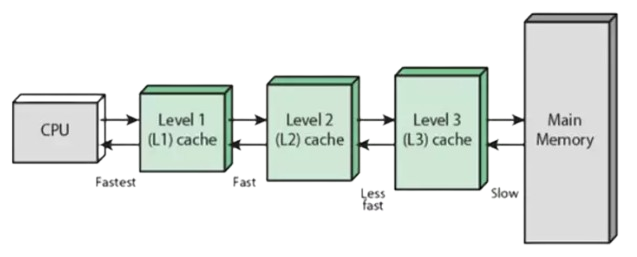 CPU
Level 1
(L1) cache
Level 2
(L2) cache
Level 3
(L3) cache
Main
Memory
Fastest
Fast
Less
fast
Slow